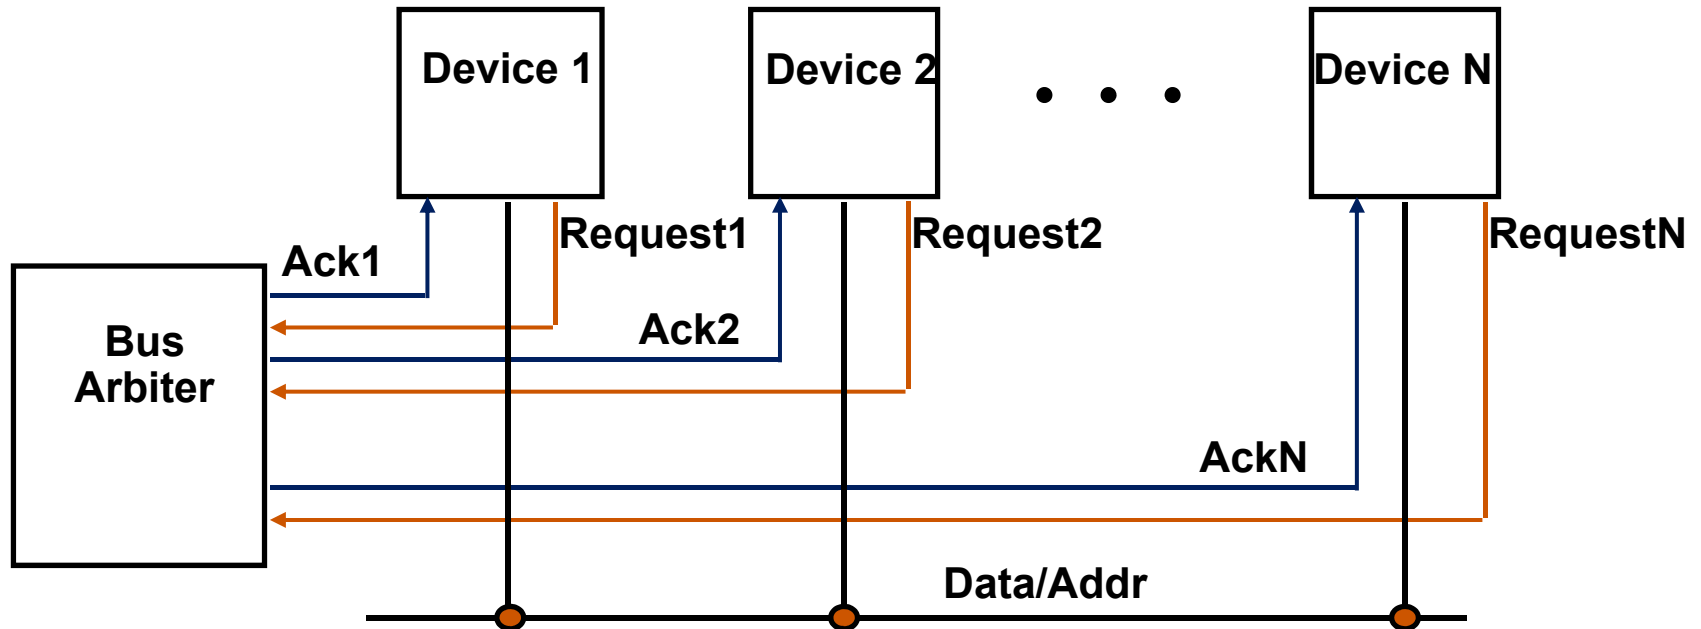 Device 1
Device 2
Device N
Request1
Request2
RequestN
Ack1
Ack2
Bus
Arbiter
AckN
Data/Addr